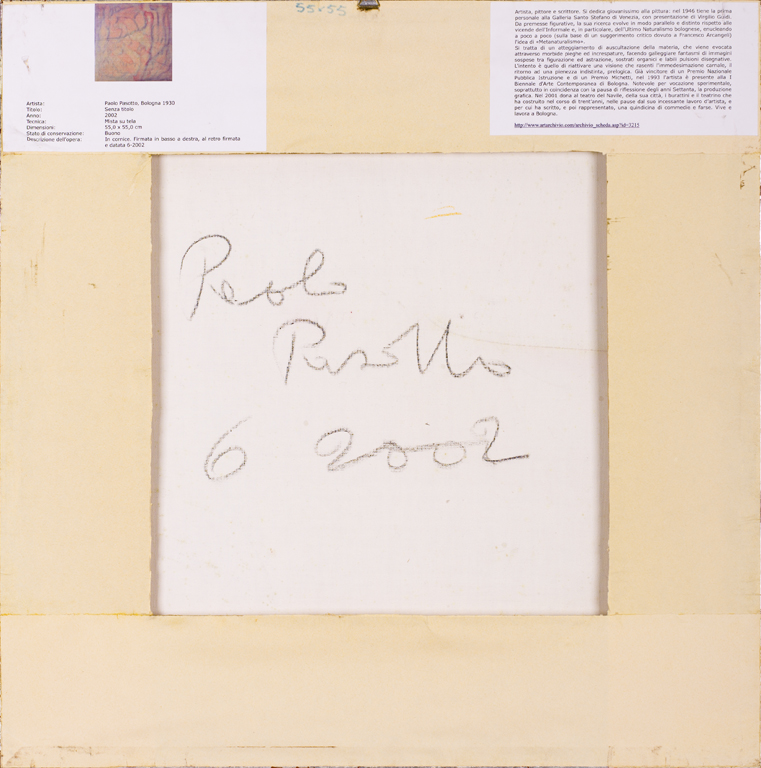 55x55
Artista: Paolo Pasotto, Bologna 1930
Titolo: Senza titolo
Anno: 2002
Tecnica: Mista su tela
Dimensioni: 55,0 x 55,0 cm
Stato di conservazione: Buono
Descrizione dell'opera: In cornice. Firmata in basso a destra, al retro firmata
e datata 6-2002
Artista, pittore e scrittore. Si dedica giovanissimo alla pittura: nel 1946 tiene la prima
personale alla Galleria Santo Stefano di Venezia, con presentazione di Virgilio Guidi.
Da premesse figurative, la sua ricerca evolve in modo parallelo e distinto rispetto alle
vicende dell'Informale e, in particolare, dell'Ultimo Naturalismo bolognese, enucleando
a poco a poco (sulla base di un suggerimento critico dovuto a Francesco Arcangeli)
l'idea di «Metanaturalismo».
Si tratta di un atteggiamento di auscultazione della materia, che viene evocata
attraverso morbide pieghe ed increspature, facendo galleggiare fantasmi di immagini
sospese tra figurazione ed astrazione, sostrati organici e labili pulsioni disegnative.
L'intento è quello di riattivare una visione che rasenti l'immedesimazione carnale, il
ritorno ad una pienezza indistinta, prelogica. Già vincitore di un Premio Nazionale
Pubblica Istruzione e di un Premio Michetti, nel 1993 l'artista è presente alla I
Biennale d'Arte Contemporanea di Bologna. Notevole per vocazione sperimentale,
soprattutto in coincidenza con la pausa di riflessione degli anni Settanta, la produzione
grafica. Nel 2001 dona al teatro del Navile, della sua città, i burattini e il teatrino che
ha costruito nel corso di trent'anni, nelle pause del suo incessante lavoro d'artista, e
per cui ha scritto, e poi rappresentato, una quindicina di commedie e farse. Vive e
lavora a Bologna.
http://www.artarchivio.com/archivio_scheda.asp?id=3215
Paolo
Pasotto
6 2002